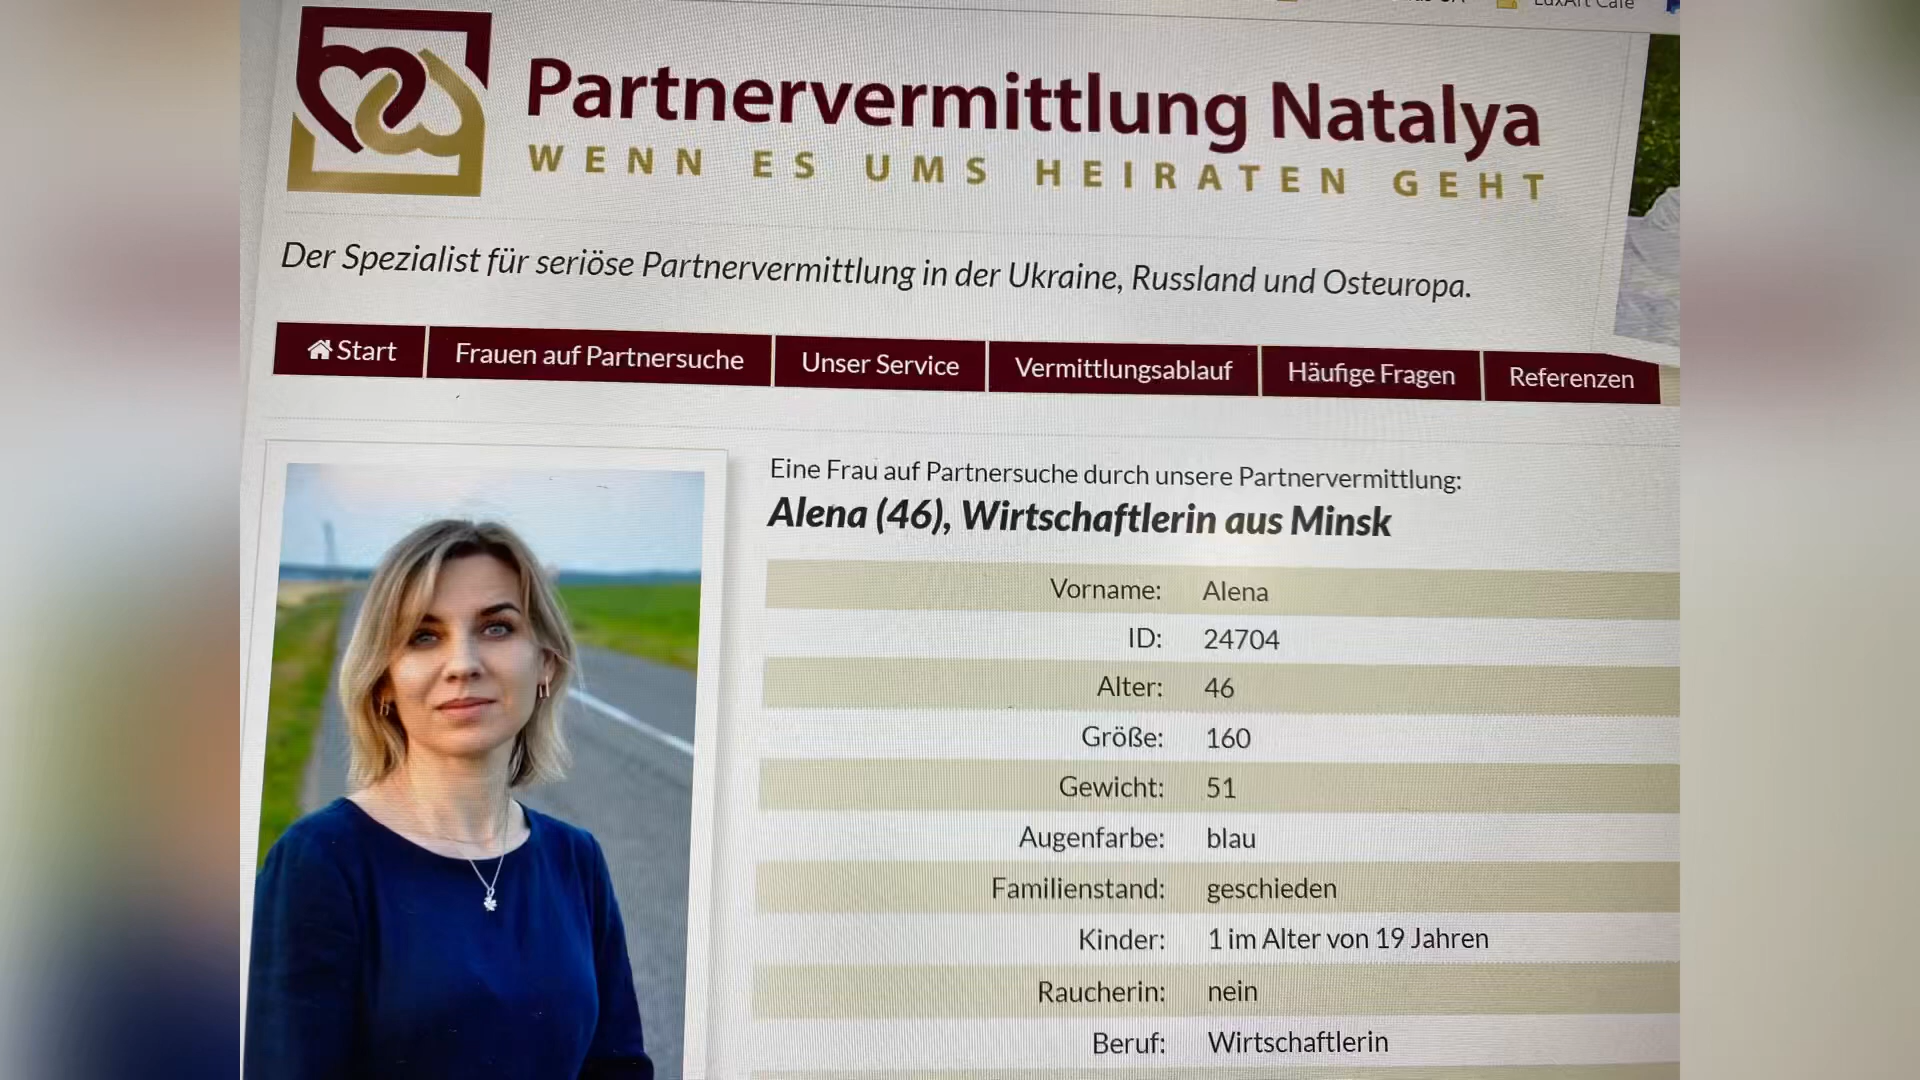 LuxArt Cafe
Partnervermittlung Natalya
WENN ES UMS HEIRATEN GEHT
Der Spezialist für seriöse Partnervermittlung in der Ukraine, Russland und Osteuropa.
Start
Frauen auf Partnersuche
Unser Service
Vermittlungsablauf
Häufige Fragen
Referenzen
Eine Frau auf Partnersuche durch unsere Partnervermittlung:
Alena (46), Wirtschaftlerin aus Minsk
Vorname: Alena
ID: 24704
Alter: 46
Größe: 160
Gewicht: 51
Augenfarbe: blau
Familienstand: geschieden
Kinder: 1 im Alter von 19 Jahren
Raucherin: nein
Beruf: Wirtschaftlerin